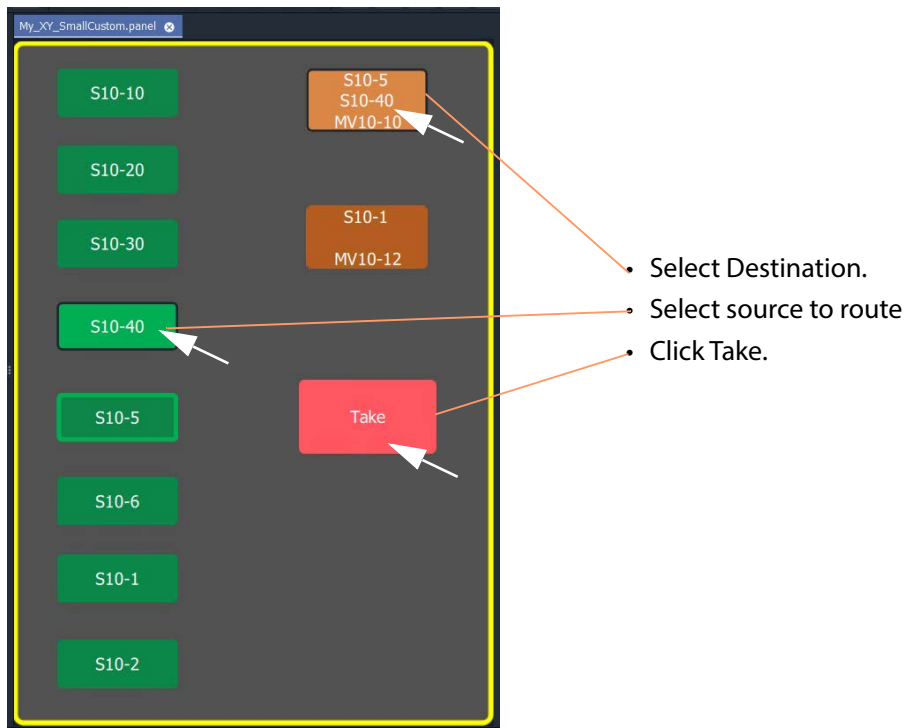 My_XY_SmallCustom.panel
S10-10
S10-20
S10-30
S10-40
S10-5
S10-6
S10-1
S10-2
S10-5
S10-40
MV10-10
S10-1
MV10-12
Take
• Select Destination.
• Select source to route
• Click Take.